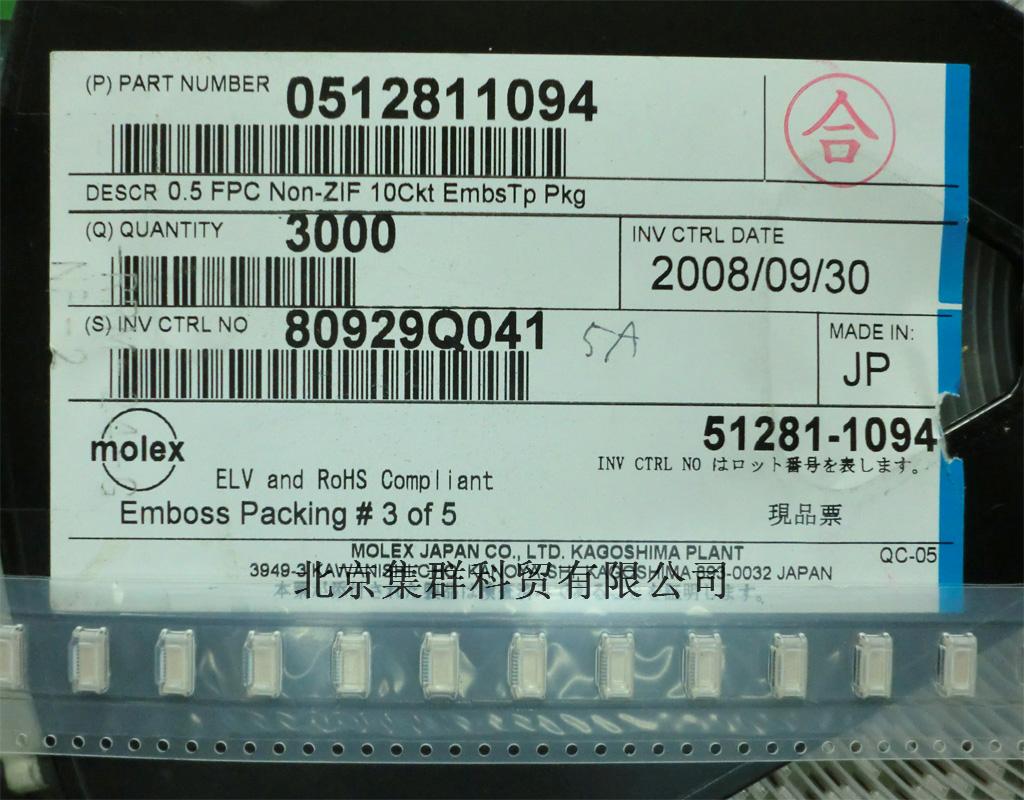 (P) PART NUMBER 0512811094
合
DESCR 0.5 FPC Non-ZIF 10Ckt EmbsTp Pkg
(Q) QUANTITY 3000
INV CTRL DATE
2008/09/30
(S) INV CTRL NO 80929Q041 5A
MADE IN:
JP
molex
51281-1094
INV CTRL NO はロット番号を表します。
ELV and RoHS Compliant
Emboss Packing # 3 of 5
現品票
MOLEX JAPAN CO., LTD. KAGOSHIMA PLANT
QC-05
3949-3 KAGOSHIMA -0032 JAPAN
北京集群科贸有限公司